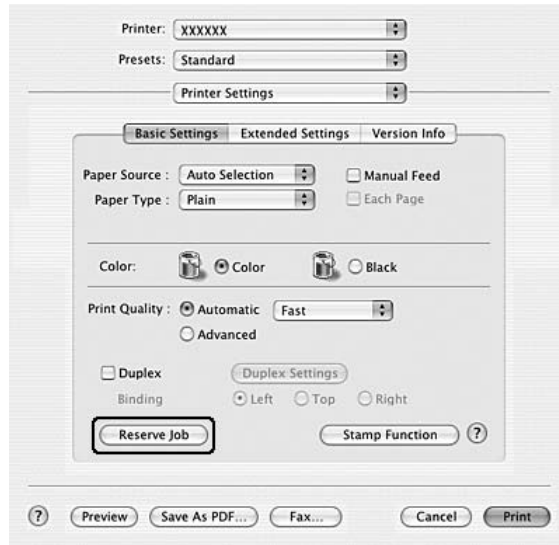 Printer: XXXXXX
Presets: Standard
Printer Settings
Basic Settings Extended Settings Version Info
Paper Source : Auto Selection Manual Feed
Paper Type : Plain Each Page
Color: Color Black
Print Quality : Automatic Fast
Advanced
Duplex Duplex Settings
Binding Left Top Right
Reserve Job Stamp Function ?
? Preview Save As PDF... Fax... Cancel Print